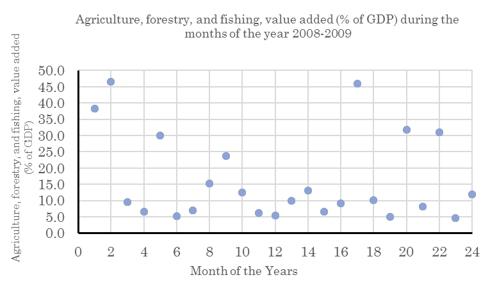 Agriculture, forestry, and fishing, value added (% of GDP) during the
months of the year 2008-2009
Agriculture, forestry, and fishing, value added
(% of GDP)
50.0
45.0
40.0
35.0
30.0
25.0
20.0
15.0
10.0
5.0
0.0
0 2 4 6 8 10 12 14 16 18 20 22 24
Month of the Years